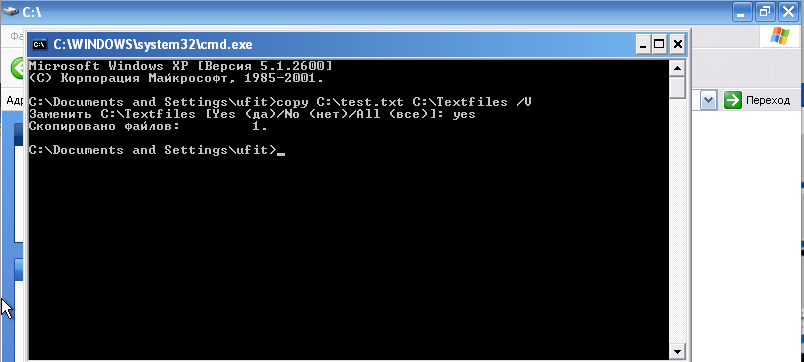 C:\
C:\WINDOWS\system32\cmd.exe
Microsoft Windows XP [Версия 5.1.2600]
(C) Корпорация Майкрософт, 1985-2001.
C:\Documents and Settings\ufit>copy C:\test.txt C:\Textfiles /V
Заменить C:\Textfiles [Yes (да)/No (нет)/All (все)]: yes
Скопировано файлов: 1.
C:\Documents and Settings\ufit>_
Переход